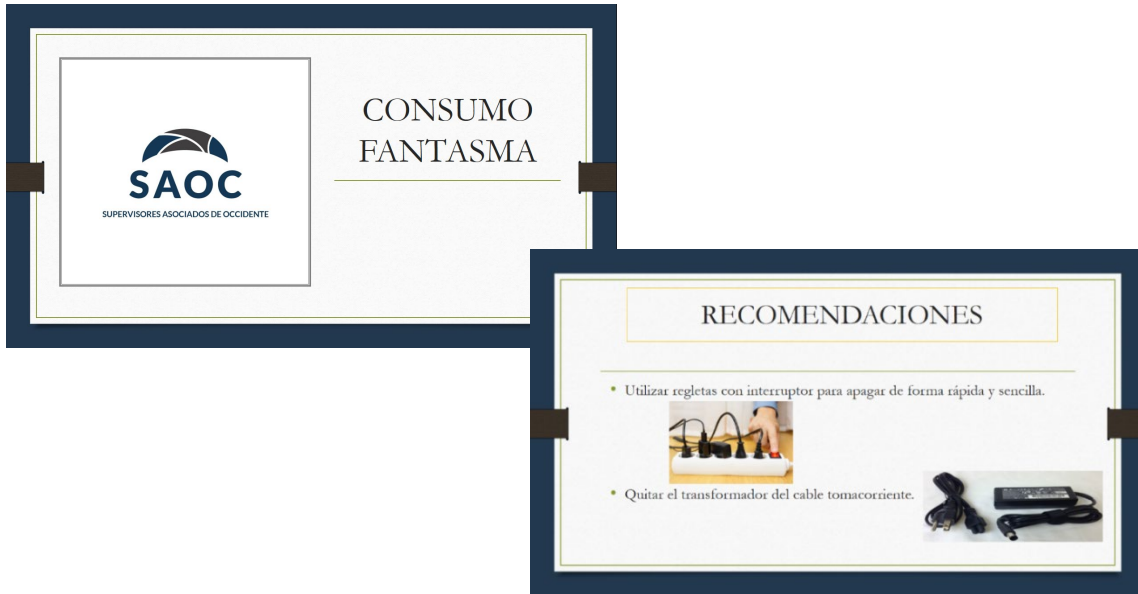 CONSUMO
FANTASMA
SAOC
SUPERVISORES ASOCIADOS DE OCCIDENTE
RECOMENDACIONES
Utilizar regletas con interruptor para apagar de forma rápida y sencilla.
Quitar el transformador del cable tomacorriente.